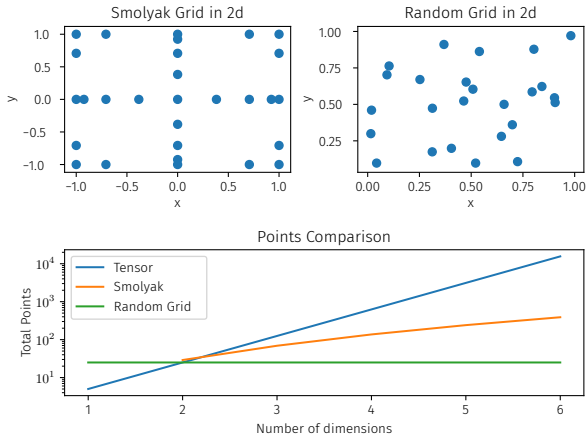 Smolyak Grid in 2d
1.0
0.5
0.0
−0.5
−1.0
y
−1.0 −0.5 0.0 0.5 1.0
x
Random Grid in 2d
1.00
0.75
0.50
0.25
y
0.00 0.25 0.50 0.75 1.00
x
Points Comparison
10⁴
10³
10²
10¹
Total Points
Tensor
Smolyak
Random Grid
1 2 3 4 5 6
Number of dimensions